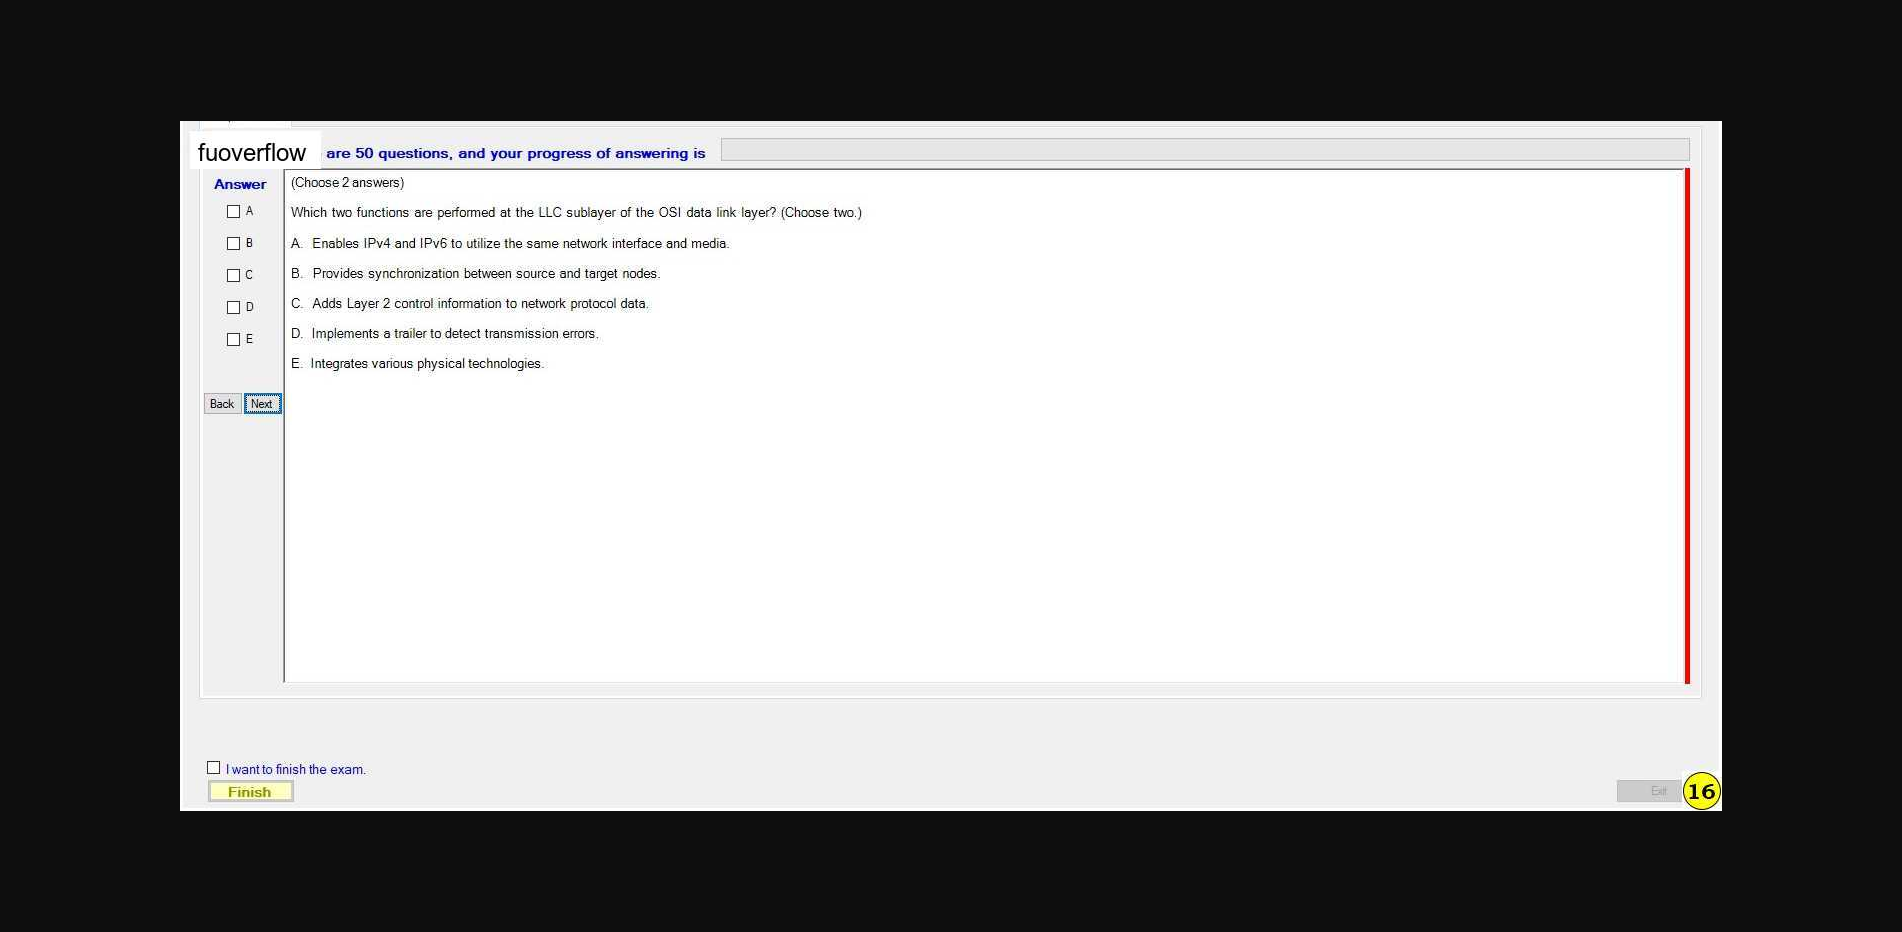 fuoverflow are 50 questions, and your progress of answering is
Answer
(Choose 2 answers)
A
Which two functions are performed at the LLC sublayer of the OSI data link layer? (Choose two.)
B
A. Enables IPv4 and IPv6 to utilize the same network interface and media.
C
B. Provides synchronization between source and target nodes.
D
C. Adds Layer 2 control information to network protocol data.
E
D. Implements a trailer to detect transmission errors.
E. Integrates various physical technologies.
Back Next
I want to finish the exam.
Finish
Exit
16